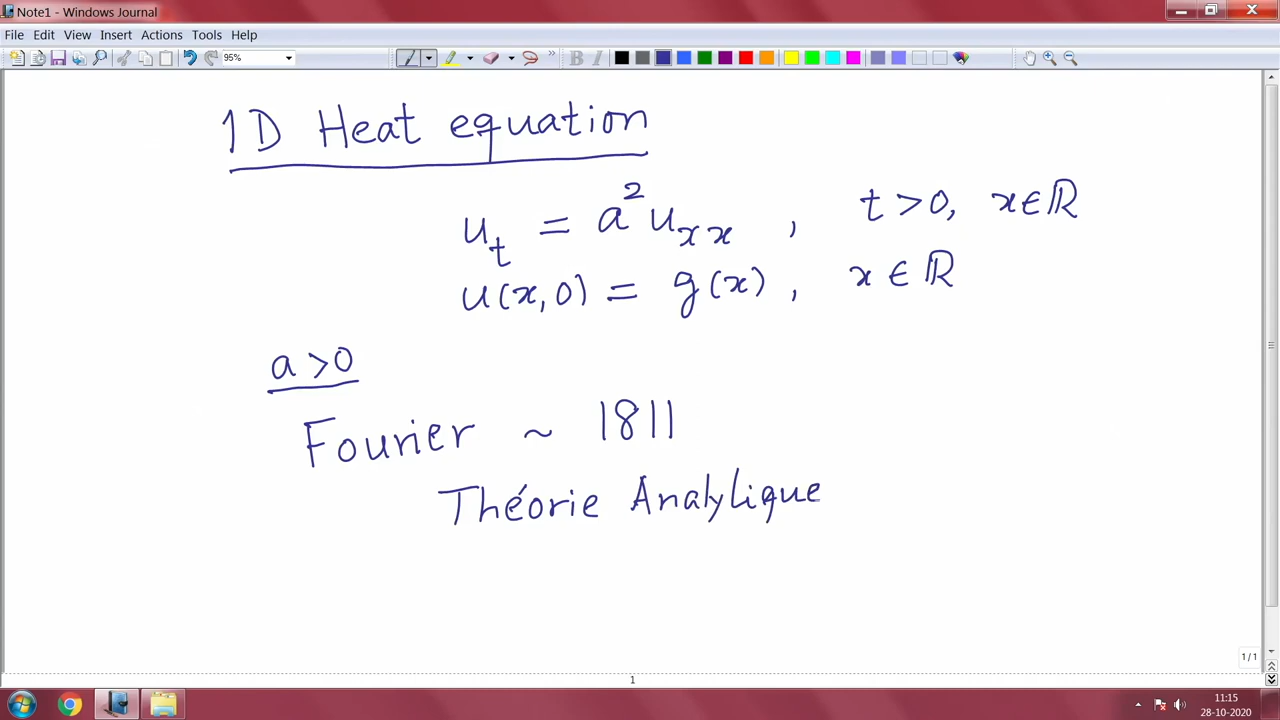 Note1 - Windows Journal
File Edit View Insert Actions Tools Help
95%
1D Heat equation
u_t = a² u_xx , t > 0, x ∈ ℝ
u(x, 0) = g(x) , x ∈ ℝ
a > 0
Fourier ~ 1811
Théorie Analytique
1/1
1
11:15
28-10-2020